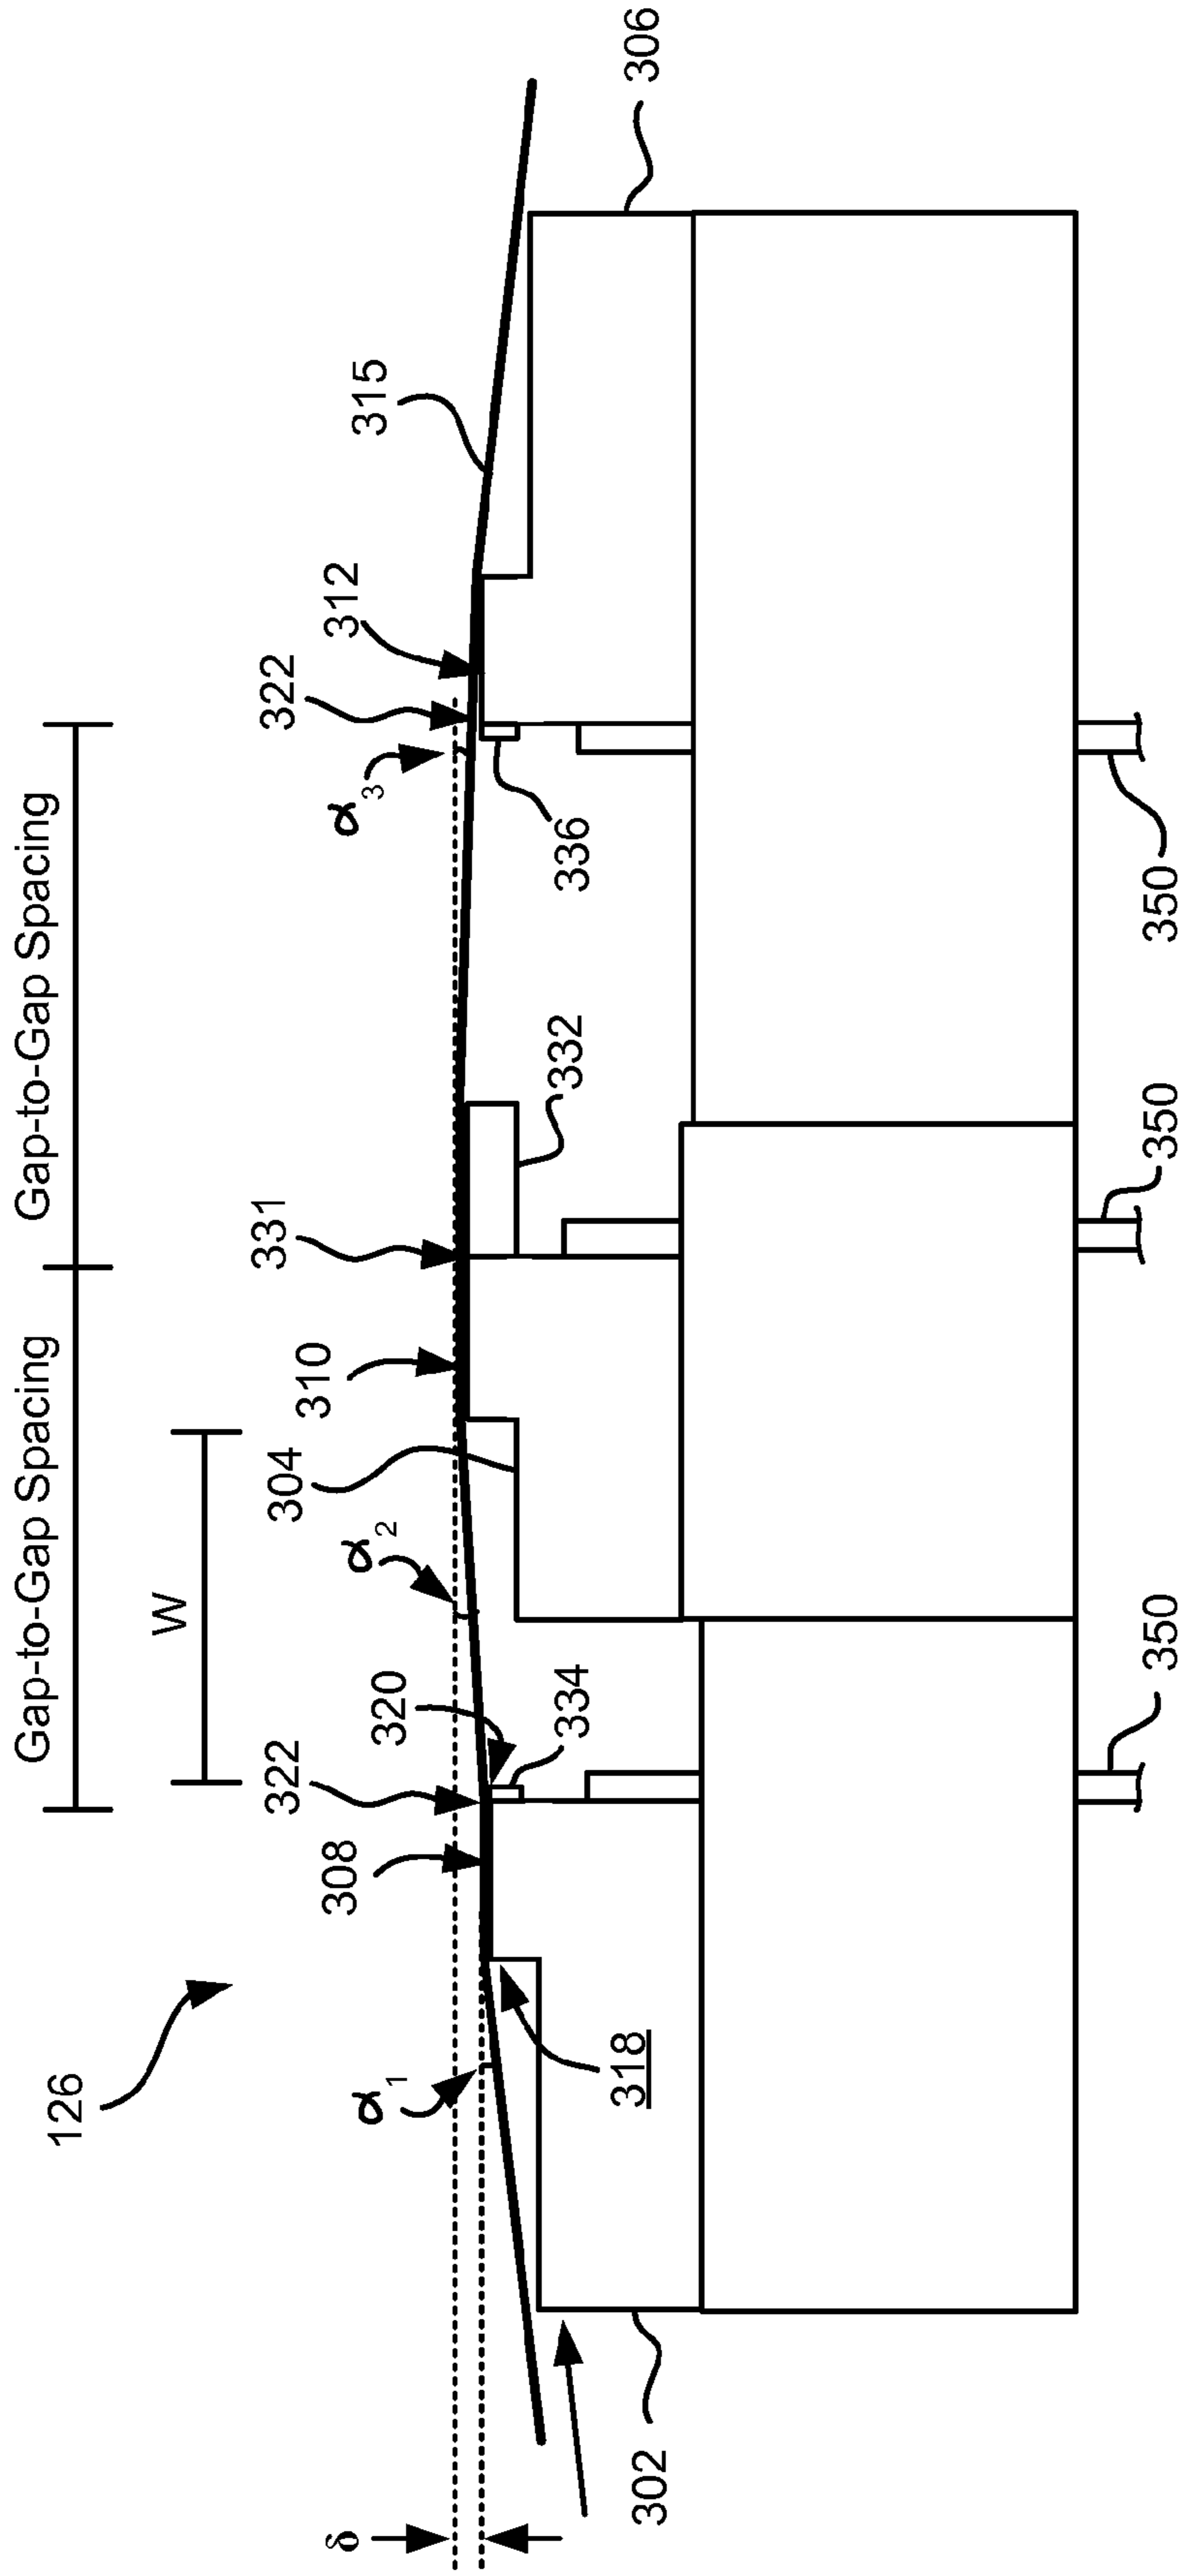 Gap-to-Gap Spacing
Gap-to-Gap Spacing
W
126
δ
α1
308
322
320
α2
304
310
331
α3
322
312
315
318
334
332
336
302
306
350
350
350